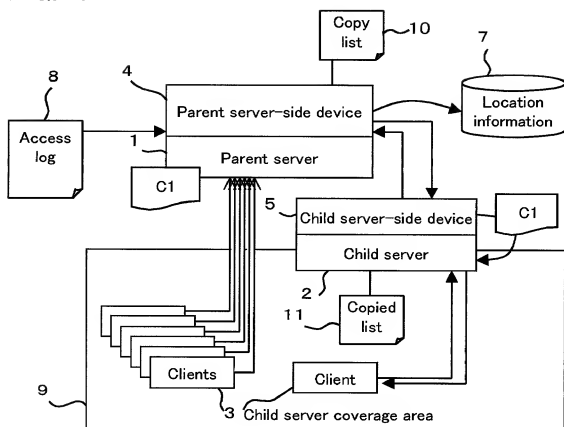 Copy
list
10
4
7
8
Parent server-side device
Location
information
Access
log
1
Parent server
C1
5
Child server-side device
C1
Child server
2
11
Copied
list
Clients
Client
9
3
Child server coverage area